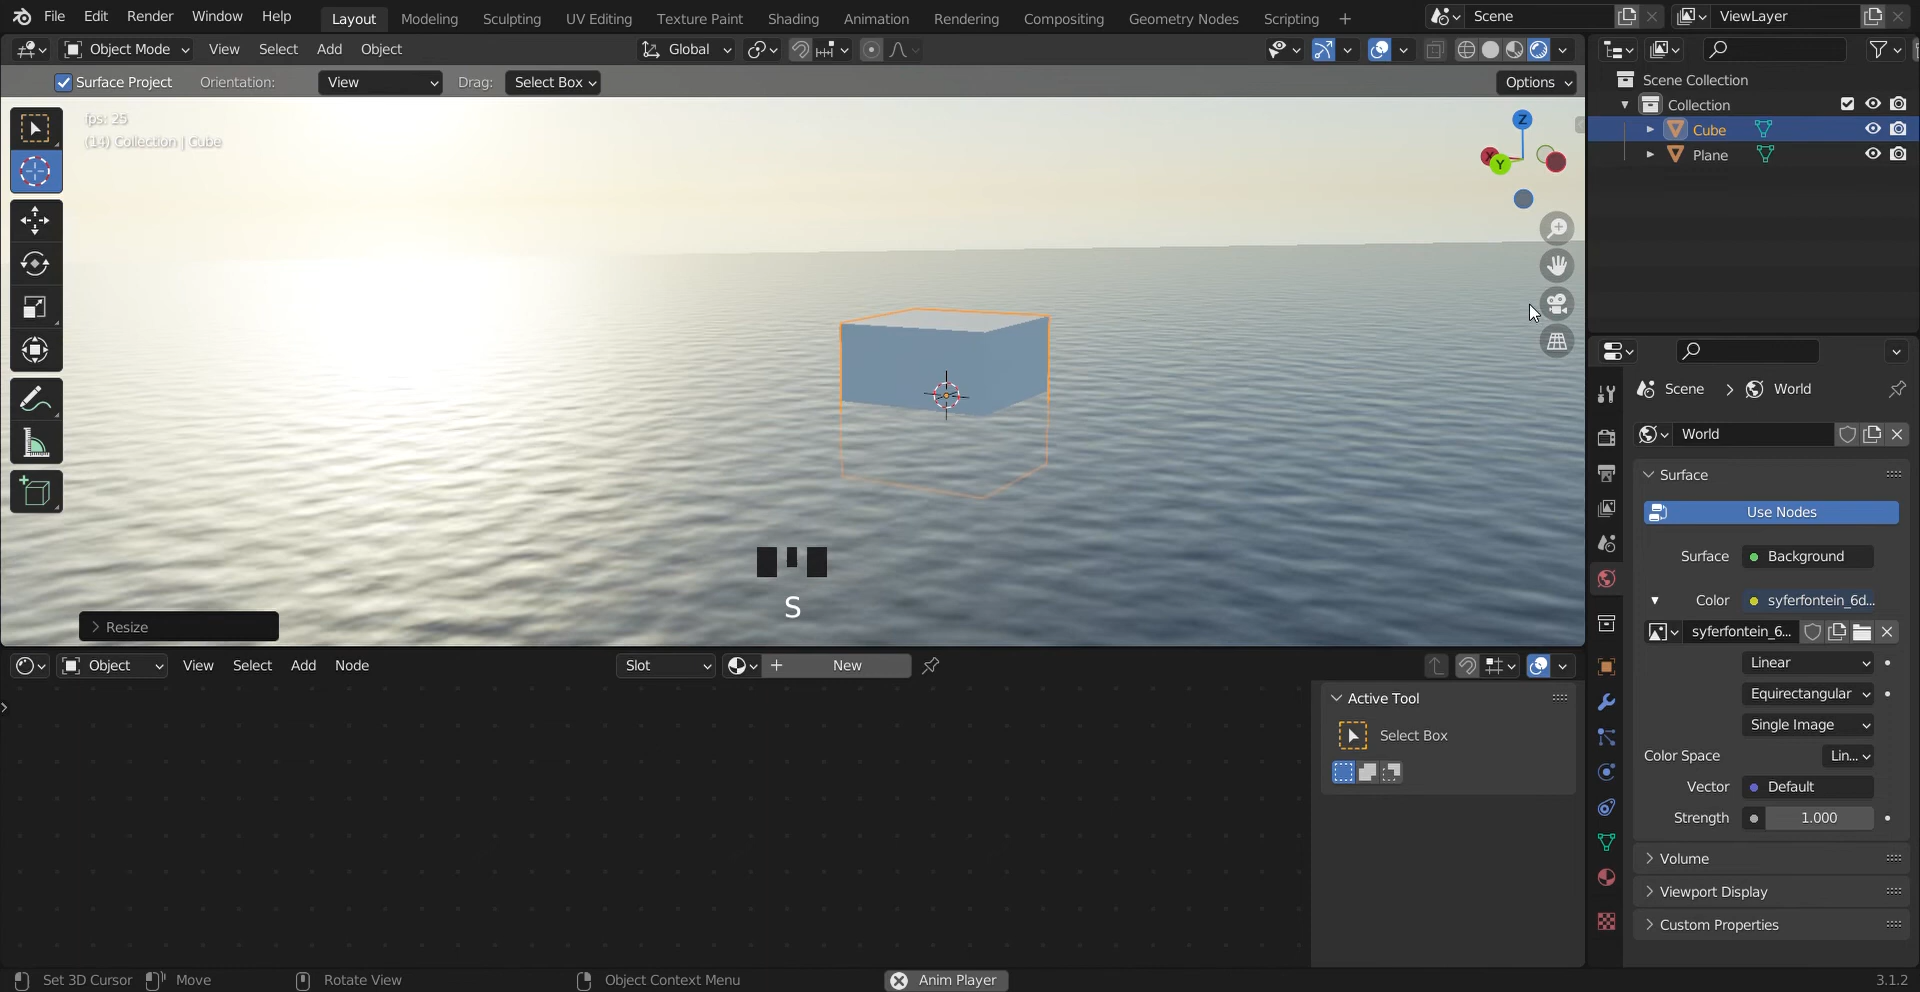 File Edit Render Window Help Layout Modeling Sculpting UV Editing Texture Paint Shading Animation Rendering Compositing Geometry Nodes Scripting + Scene ViewLayer
Object Mode View Select Add Object Global
Surface Project Orientation: View Drag: Select Box Options
fps: 25
(14) Collection | Cube
Z
X
Y
S
Resize
Scene Collection
Collection
Cube
Plane
Scene > World
World
Surface
Use Nodes
Surface Background
Color syferfontein_6d...
syferfontein_6...
Linear
Equirectangular
Single Image
Color Space Lin...
Vector Default
Strength 1.000
Volume
Viewport Display
Custom Properties
Object View Select Add Node Slot + New
Active Tool
Select Box
Set 3D Cursor Move Rotate View Object Context Menu Anim Player 3.1.2